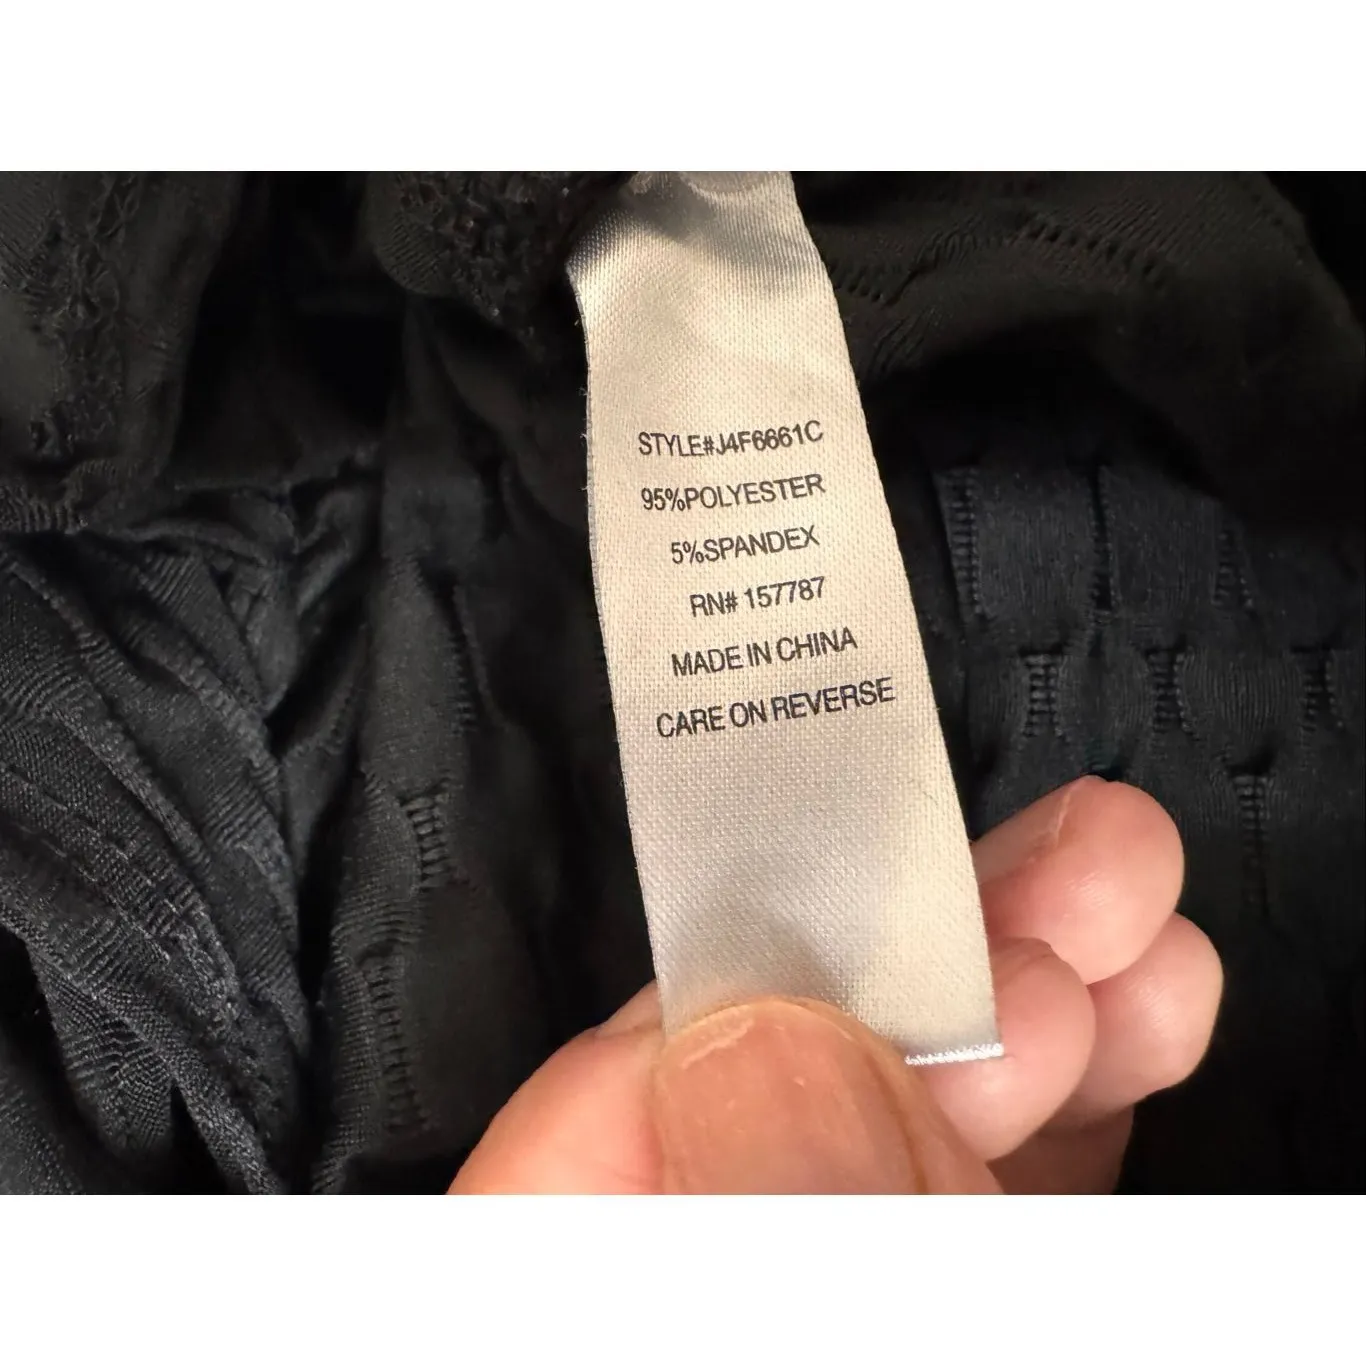 STYLE#J4F6661C
95%POLYESTER
5%SPANDEX
RN# 157787
MADE IN CHINA
CARE ON REVERSE